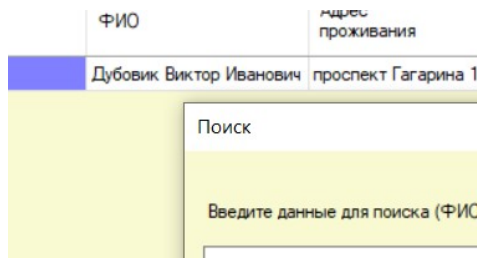 ФИО
Адрес
проживания
Дубовик Виктор Иванович проспект Гагарина 1
Поиск
Введите данные для поиска (ФИО